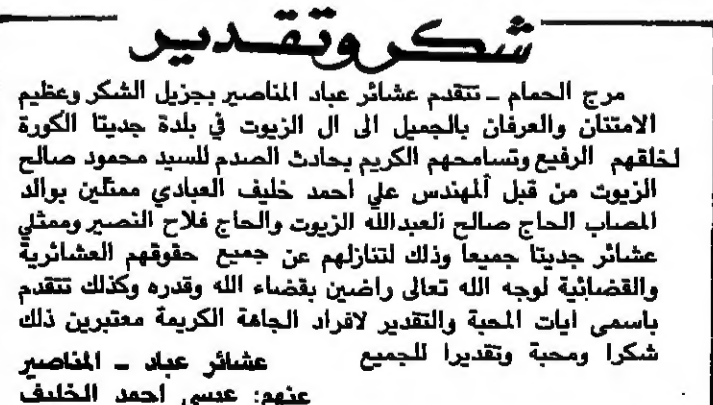 شكر وتقدير
مرج الحمام ـ تتقدم عشائر عباد المناصير بجزيل الشكر وعظيم
الامتنان والعرفان بالجميل الى ال الزيوت في بلدة جديتا الكورة
لخلقهم الرفيع وتسامحهم الكريم بحادث الصدم للسيد محمود صالح
الزيوت من قبل المهندس علي احمد خليف العبادي ممثلين بوالد
المصاب الحاج صالح العبدالله الزيوت والحاج فلاح النصير وممثلي
عشائر جديتا جميعا وذلك لتنازلهم عن جميع حقوقهم العشائرية
والقضائية لوجه الله تعالى راضين بقضاء الله وقدره وكذلك تتقدم
باسمى ايات المحبة والتقدير لافراد الجاهة الكريمة معتبرين ذلك
شكرا ومحبة وتقديرا للجميع
عشائر عباد ـ المناصير
عنهم: عيسى احمد الخليف